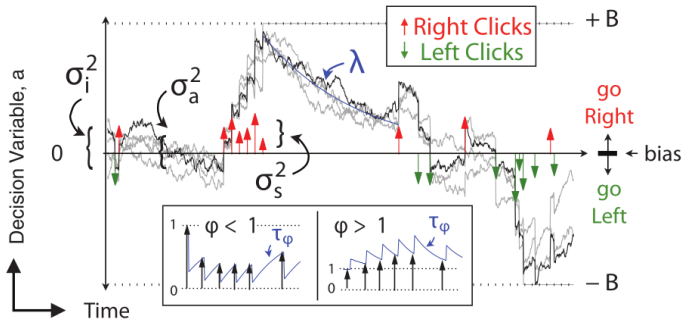 + B
Right Clicks
Left Clicks
σi²
σa²
λ
go
Right
Decision Variable, a
0
σs²
bias
go
Left
φ < 1
φ > 1
1
τφ
τφ
1
0
0
− B
Time